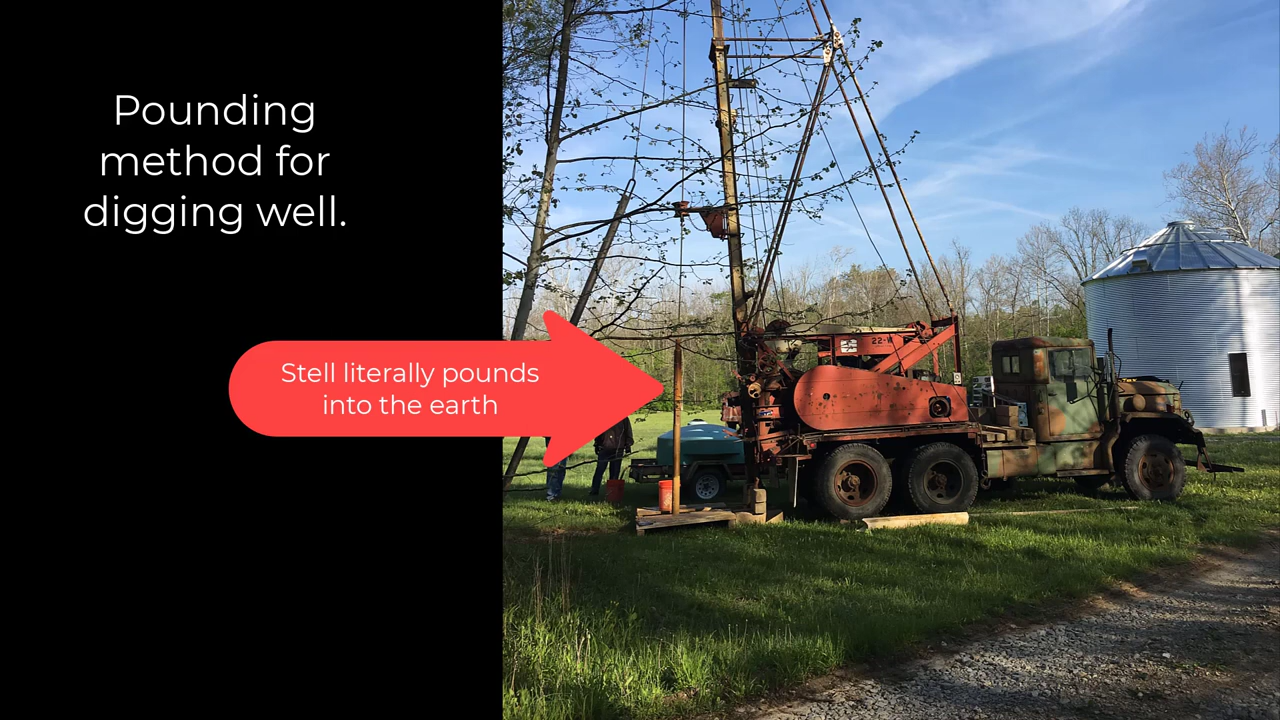 Pounding
method for
digging well.
Stell literally pounds
into the earth
22-W